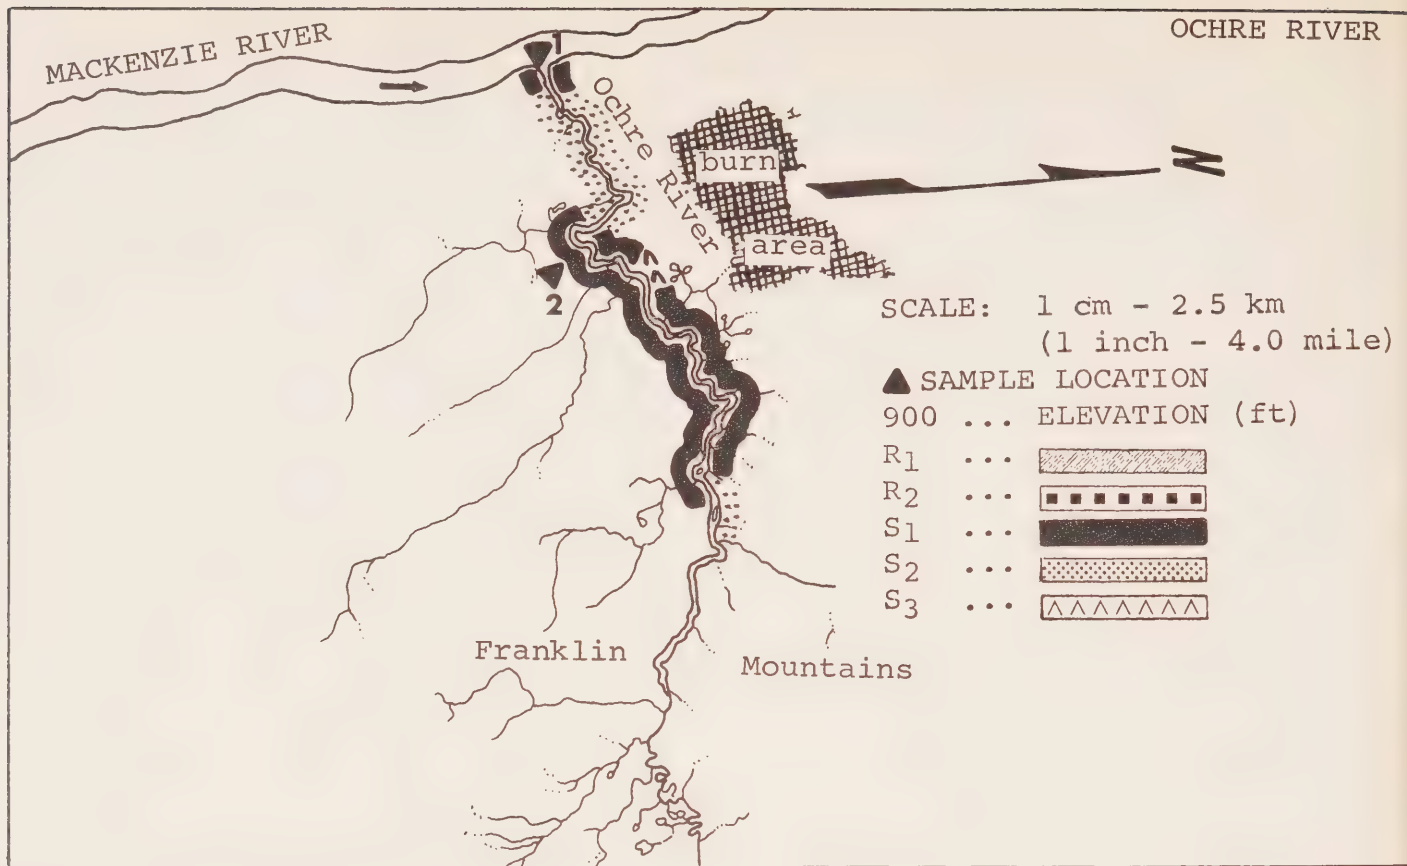 OCHRE RIVER
MACKENZIE RIVER
1
Ochre River
burn
area
N
2
SCALE: 1 cm - 2.5 km
(1 inch - 4.0 mile)
SAMPLE LOCATION
900 ... ELEVATION (ft)
R1 ...
R2 ...
S1 ...
S2 ...
S3 ...
Franklin Mountains